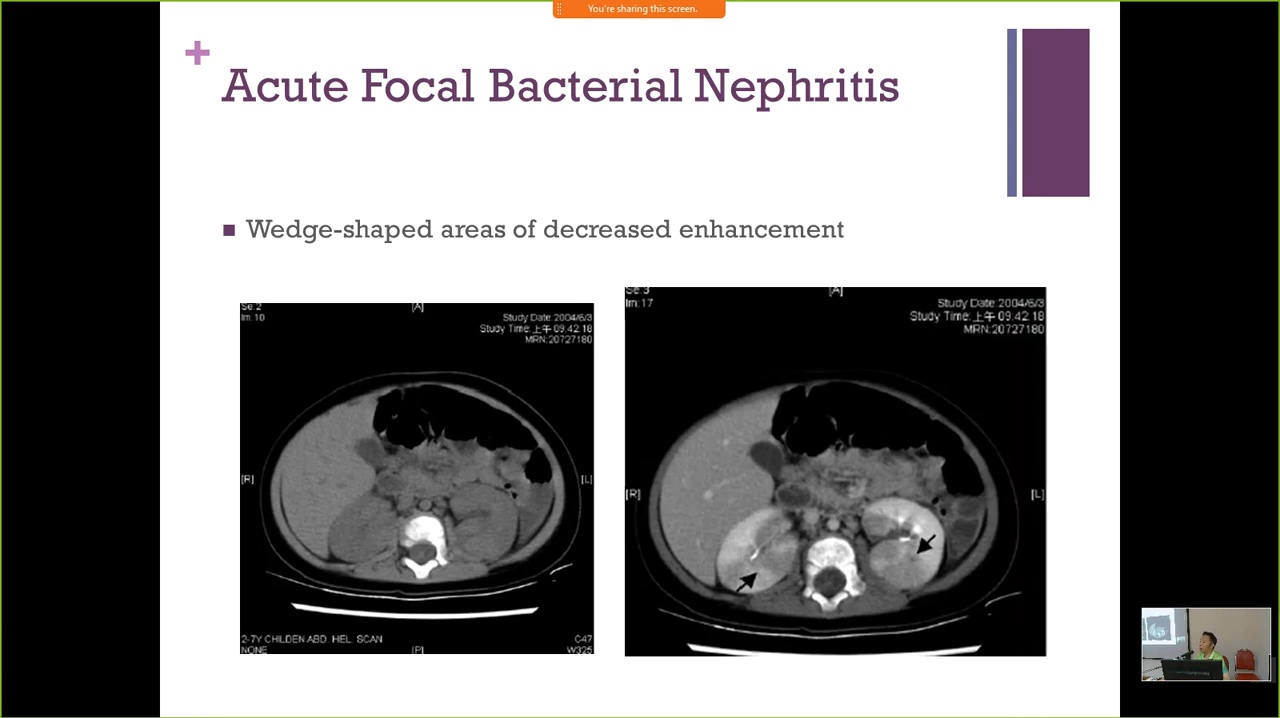 You're sharing this screen.
+
Acute Focal Bacterial Nephritis
Wedge-shaped areas of decreased enhancement
Se:2
Im:10
[A]
Study Date:2004/6/3
Study Time:上午 09:42:18
MRN:20727180
[R]
[L]
2-7Y CHILDEN ABD. HEL. SCAN
NONE
[P]
C47
W325
Se:3
Im:17
[A]
Study Date:2004/6/3
Study Time:上午 09:42:18
MRN:20727180
[R]
[L]